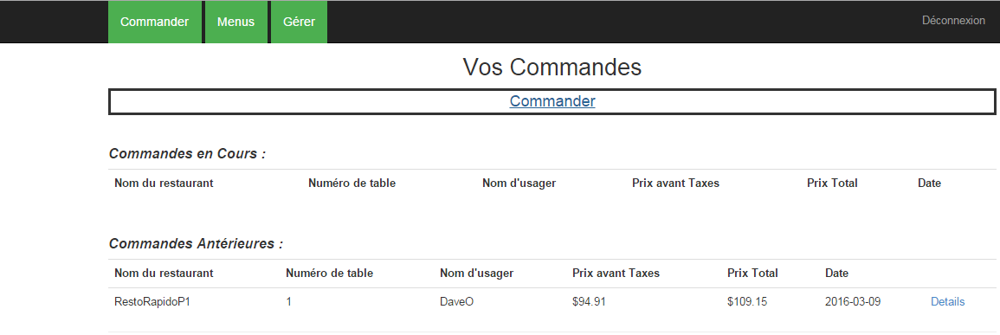 Commander Menus Gérer Déconnexion
Vos Commandes
Commander
Commandes en Cours :
Nom du restaurant Numéro de table Nom d'usager Prix avant Taxes Prix Total Date
Commandes Antérieures :
Nom du restaurant Numéro de table Nom d'usager Prix avant Taxes Prix Total Date
RestoRapidoP1 1 DaveO $94.91 $109.15 2016-03-09 Details